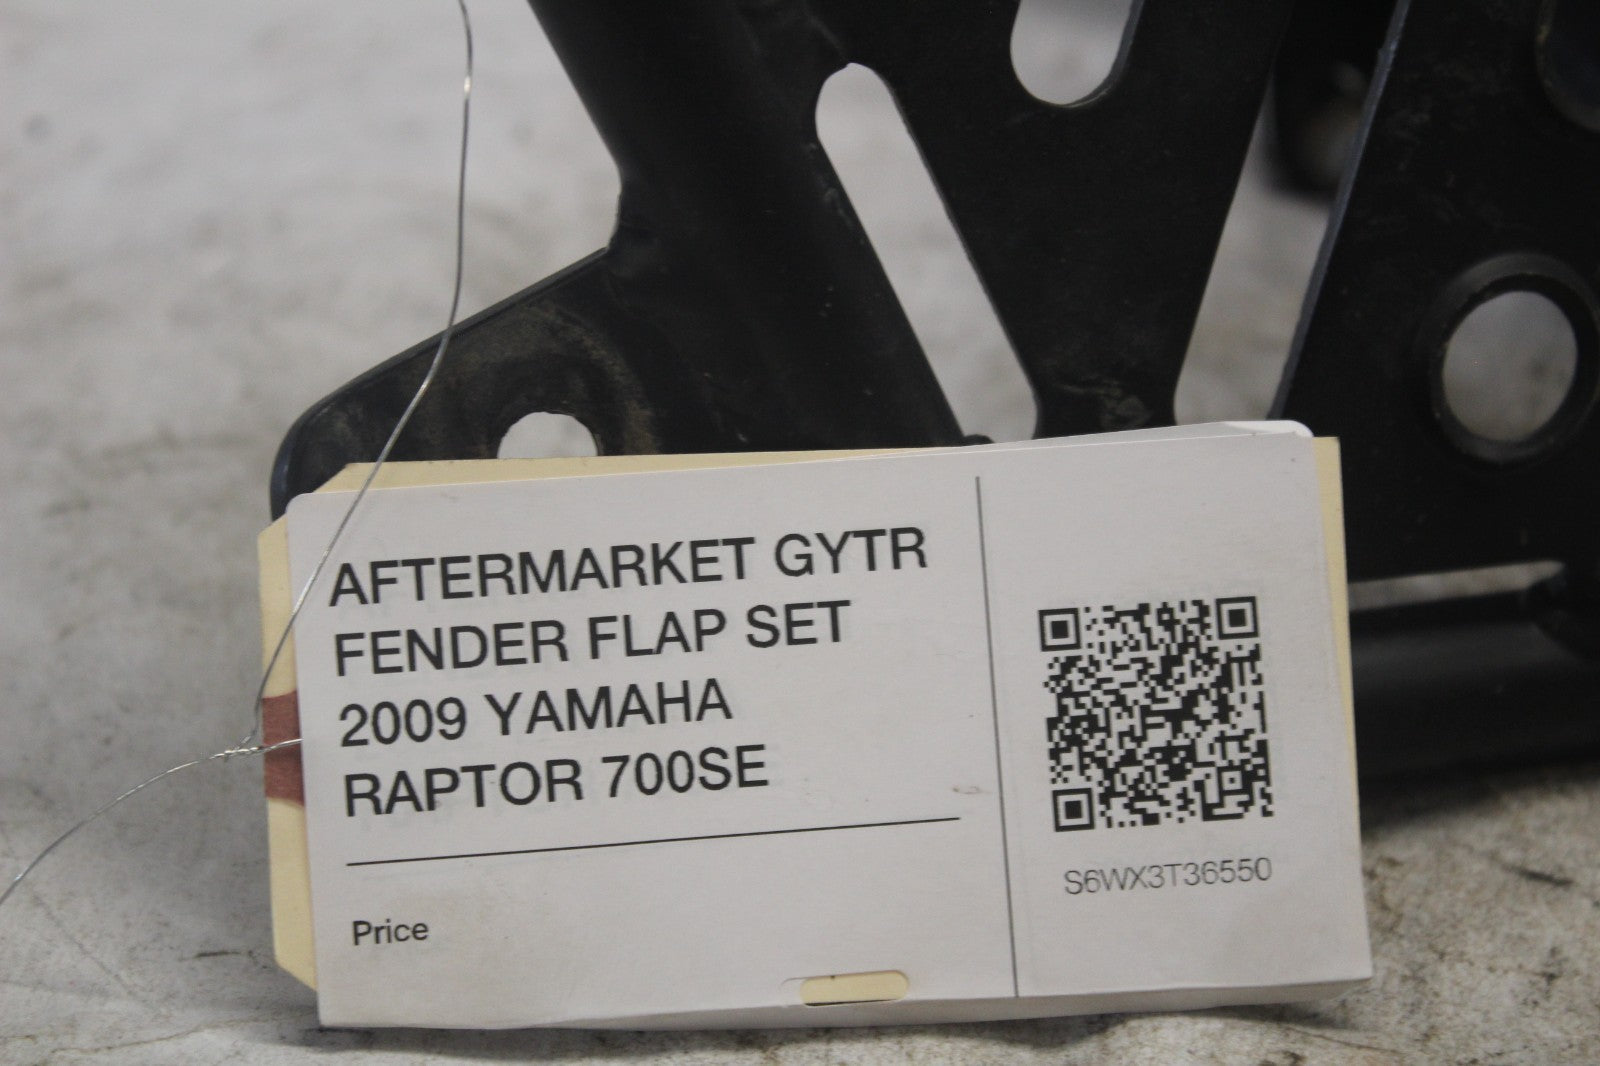 AFTERMARKET GYTR
FENDER FLAP SET
2009 YAMAHA
RAPTOR 700SE
Price
S6WX3T36550